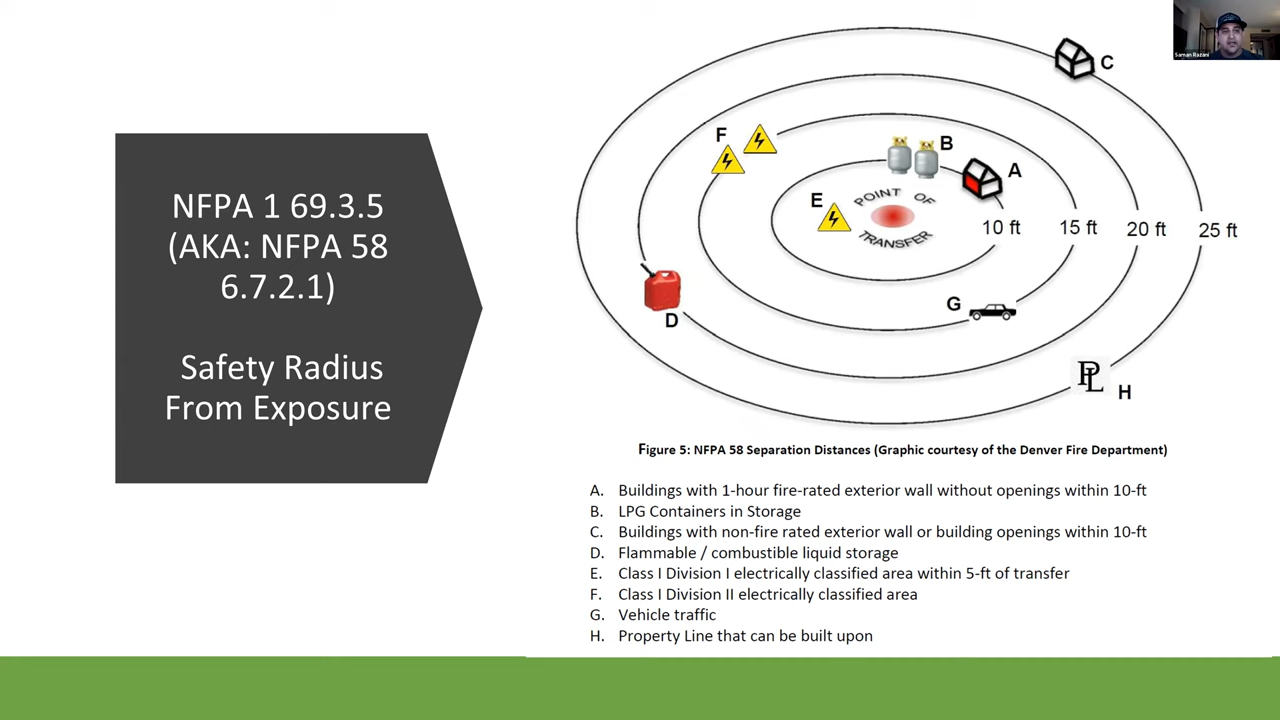 NFPA 1 69.3.5
(AKA: NFPA 58
6.7.2.1)
Safety Radius
From Exposure
Saman Razani
C
F
B
A
E
POINT OF
TRANSFER
10 ft
15 ft
20 ft
25 ft
D
G
PL
H
Figure 5: NFPA 58 Separation Distances (Graphic courtesy of the Denver Fire Department)
A. Buildings with 1-hour fire-rated exterior wall without openings within 10-ft
B. LPG Containers in Storage
C. Buildings with non-fire rated exterior wall or building openings within 10-ft
D. Flammable / combustible liquid storage
E. Class I Division I electrically classified area within 5-ft of transfer
F. Class I Division II electrically classified area
G. Vehicle traffic
H. Property Line that can be built upon